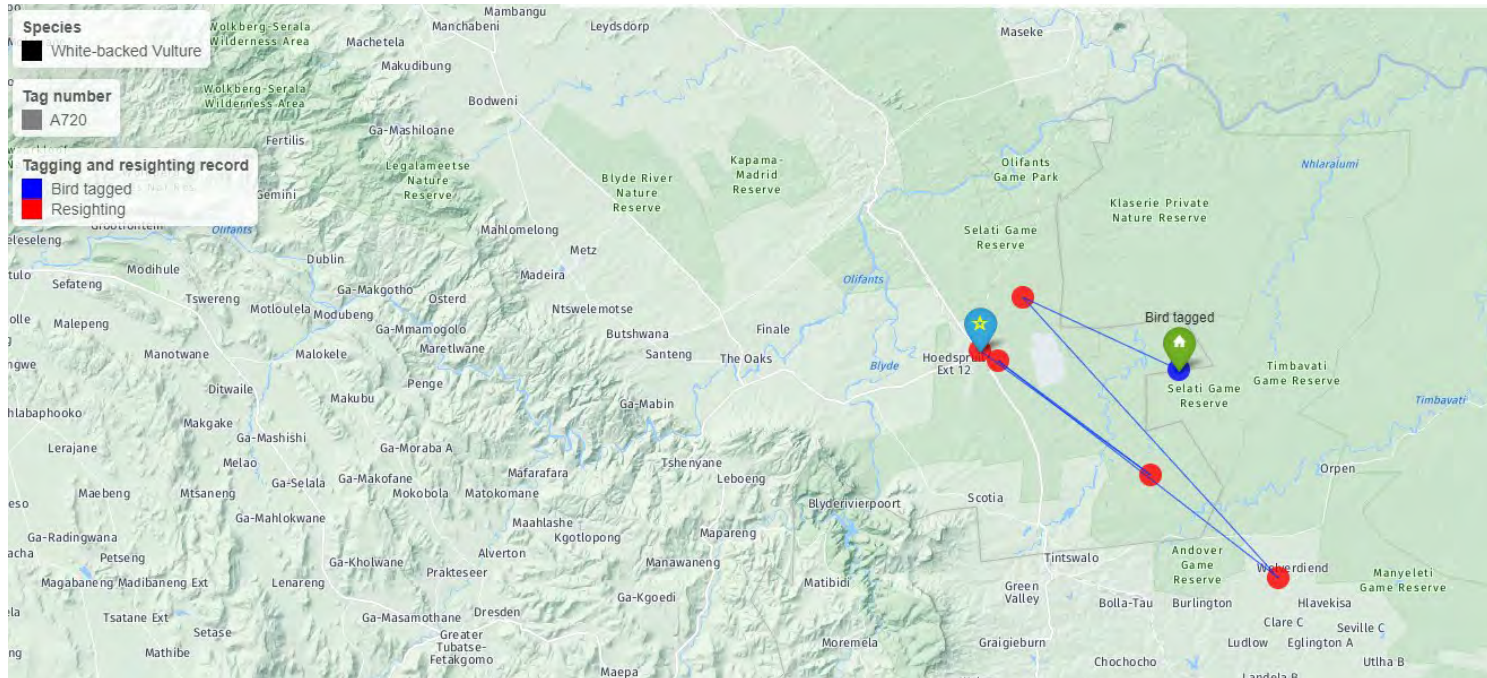 Species
White-backed Vulture
Tag number
A720
Tagging and resighting record
Bird tagged
Resighting
Mambangu
Wolkberg-Serala
Wilderness Area
Manchabeni
Leydsdorp
Machetela
Maseke
Makudibung
Wolkberg-Serala
Wilderness Area
Bodweni
Ga-Mashiloane
Fertilis
Legalameetse
Nature
Reserve
Gemini
Kapama-
Madrid
Reserve
Blyde River
Nature
Reserve
Olifants
Game Park
Nhlaralumi
Klaserie Private
Nature Reserve
Selati Game
Reserve
Olifants
Mahlomelong
Metz
Dublin
Madeira
Modihule
Sefateng
Ga-Makgotho
Olifants
Tswereng
Motloulela
Modubeng
Osterd
Ntswelemotse
Malepeng
Ga-Mmamogolo
Butshwana
Finale
Bird tagged
Manotwane
Malokele
Maretlwane
Santeng
The Oaks
Hoedspruit
Ext 12
Blyde
Timbavati
Game Reserve
Penge
Ditwaile
Makubu
Selati Game
Reserve
Timbavati
hlabaphooko
Makgake
Ga-Mabin
Ga-Mashishi
Lerajane
Ga-Moraba A
Melao
Tshenyane
Mafarafara
Leboeng
Orpen
Ga-Selala
Ga-Makofane
Maebeng
Mtsaneng
Mokobola
Matokomane
Blyderivierpoort
Scotia
Ga-Mahlokwane
Maahlashe
Kgotlopong
Mapareng
Ga-Radingwana
Petseng
Ga-Kholwane
Alverton
Manawaneng
Tintswalo
Andover
Game
Reserve
Welverdiend
Magabaneng
Madibaneng Ext
Lenareng
Prakteseer
Matibidi
Green
Valley
Manyeleti
Game Reserve
Ga-Kgoedi
Bolla-Tau
Burlington
Hlavekisa
Tsatane Ext
Ga-Masamothane
Dresden
Clare C
Seville C
Setase
Greater
Tubatse-
Fetakgomo
Mathibe
Moremela
Graigieburn
Ludlow
Eglington A
Chochocho
Utlha B
Maepa
Landela B